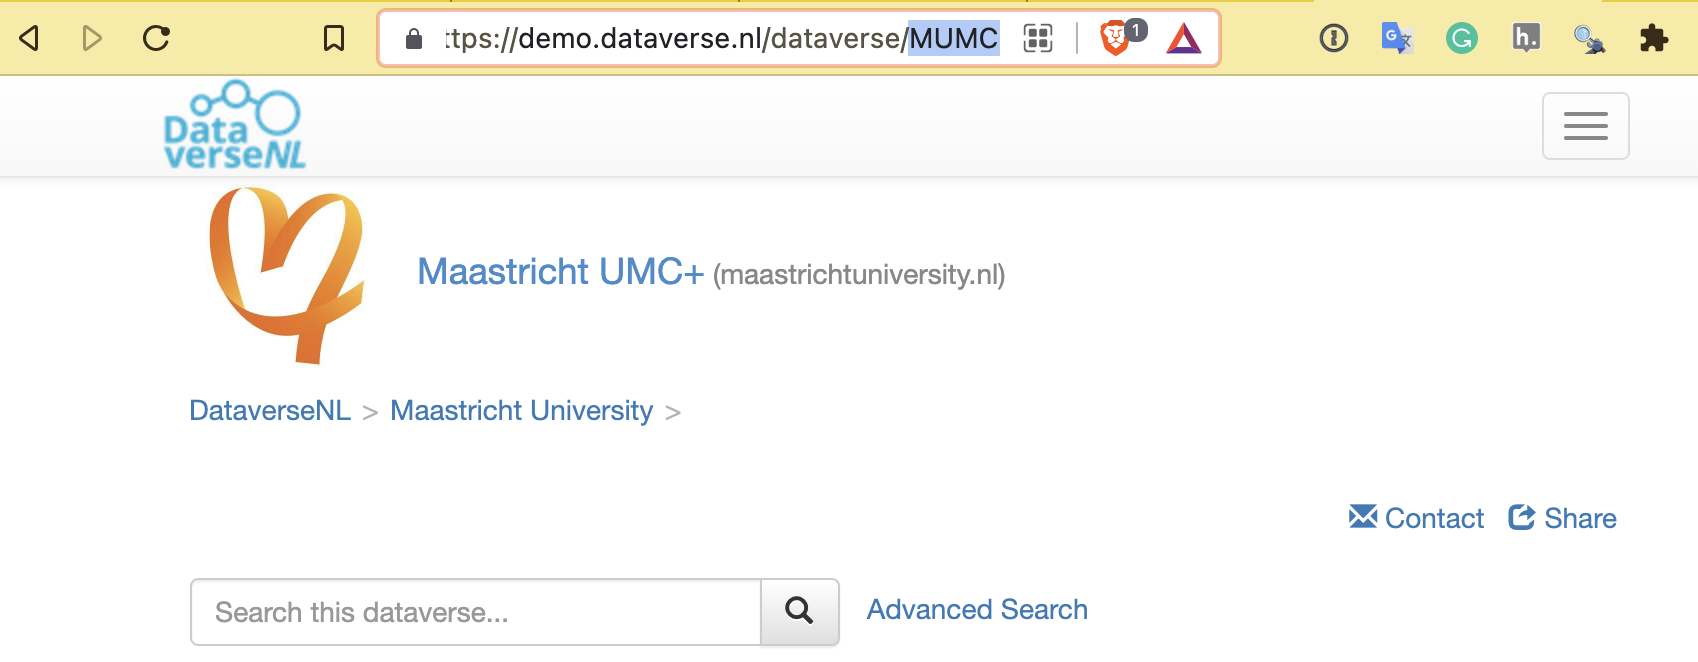 ttps://demo.dataverse.nl/dataverse/MUMC
1
G
h.
Data
verseNL
Maastricht UMC+ (maastrichtuniversity.nl)
DataverseNL > Maastricht University >
Contact Share
Search this dataverse...
Advanced Search